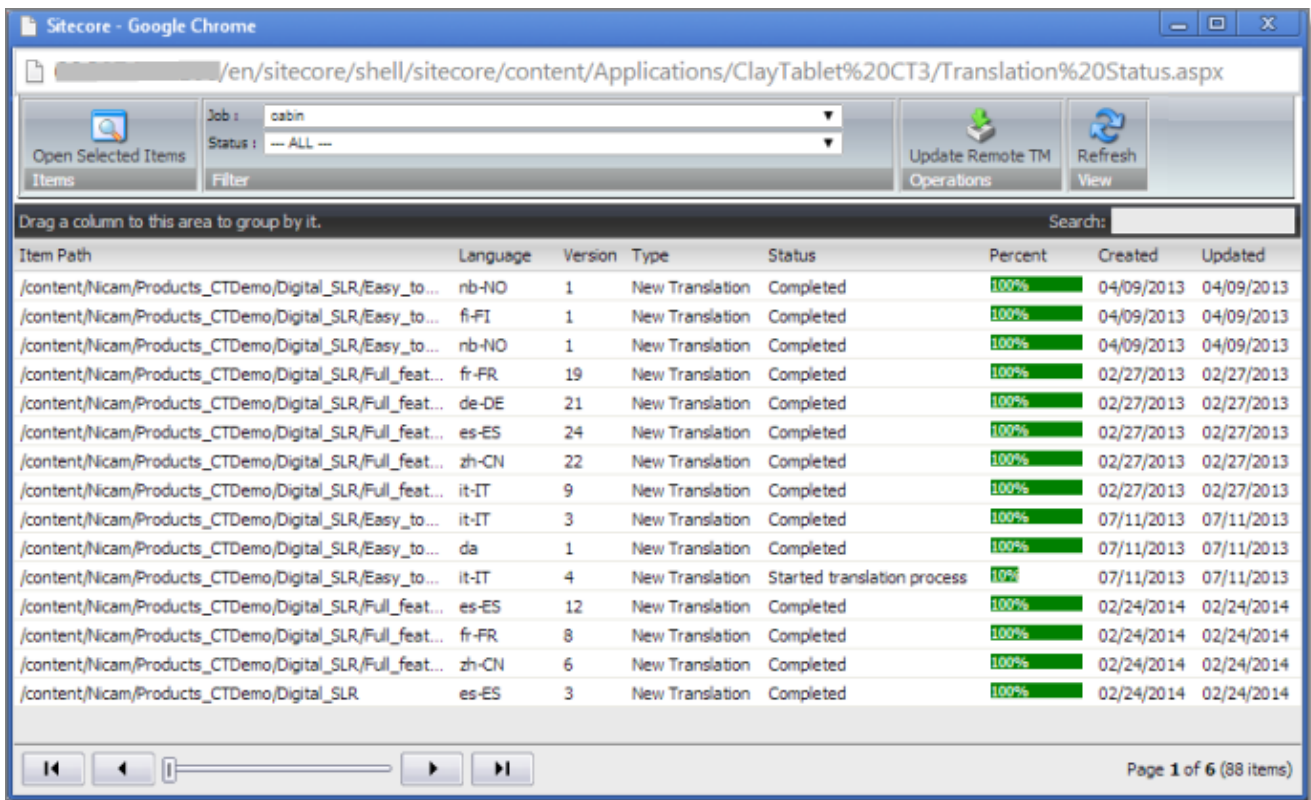 Sitecore - Google Chrome
/en/sitecore/shell/sitecore/content/Applications/ClayTablet%20CT3/Translation%20Status.aspx
Job : cabin
Status : --- ALL ---
Open Selected Items Update Remote TM Refresh
Items Filter Operations View
Drag a column to this area to group by it. Search:
Item Path Language Version Type Status Percent Created Updated
/content/Nicam/Products_CTDemo/Digital_SLR/Easy_to... nb-NO 1 New Translation Completed 100% 04/09/2013 04/09/2013
/content/Nicam/Products_CTDemo/Digital_SLR/Easy_to... fi-FI 1 New Translation Completed 100% 04/09/2013 04/09/2013
/content/Nicam/Products_CTDemo/Digital_SLR/Easy_to... nb-NO 1 New Translation Completed 100% 04/09/2013 04/09/2013
/content/Nicam/Products_CTDemo/Digital_SLR/Full_feat... fr-FR 19 New Translation Completed 100% 02/27/2013 02/27/2013
/content/Nicam/Products_CTDemo/Digital_SLR/Full_feat... de-DE 21 New Translation Completed 100% 02/27/2013 02/27/2013
/content/Nicam/Products_CTDemo/Digital_SLR/Full_feat... es-ES 24 New Translation Completed 100% 02/27/2013 02/27/2013
/content/Nicam/Products_CTDemo/Digital_SLR/Full_feat... zh-CN 22 New Translation Completed 100% 02/27/2013 02/27/2013
/content/Nicam/Products_CTDemo/Digital_SLR/Full_feat... it-IT 9 New Translation Completed 100% 02/27/2013 02/27/2013
/content/Nicam/Products_CTDemo/Digital_SLR/Easy_to... it-IT 3 New Translation Completed 100% 07/11/2013 07/11/2013
/content/Nicam/Products_CTDemo/Digital_SLR/Easy_to... da 1 New Translation Completed 100% 07/11/2013 07/11/2013
/content/Nicam/Products_CTDemo/Digital_SLR/Easy_to... it-IT 4 New Translation Started translation process 10% 07/11/2013 07/11/2013
/content/Nicam/Products_CTDemo/Digital_SLR/Full_feat... es-ES 12 New Translation Completed 100% 02/24/2014 02/24/2014
/content/Nicam/Products_CTDemo/Digital_SLR/Full_feat... fr-FR 8 New Translation Completed 100% 02/24/2014 02/24/2014
/content/Nicam/Products_CTDemo/Digital_SLR/Full_feat... zh-CN 6 New Translation Completed 100% 02/24/2014 02/24/2014
/content/Nicam/Products_CTDemo/Digital_SLR es-ES 3 New Translation Completed 100% 02/24/2014 02/24/2014
Page 1 of 6 (88 items)